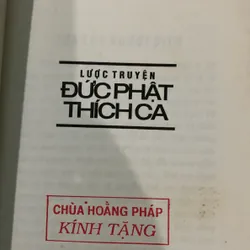 LƯỢC TRUYỆN
ĐỨC PHẬT
THÍCH CA
CHÙA HOẰNG PHÁP
KÍNH TẶNG